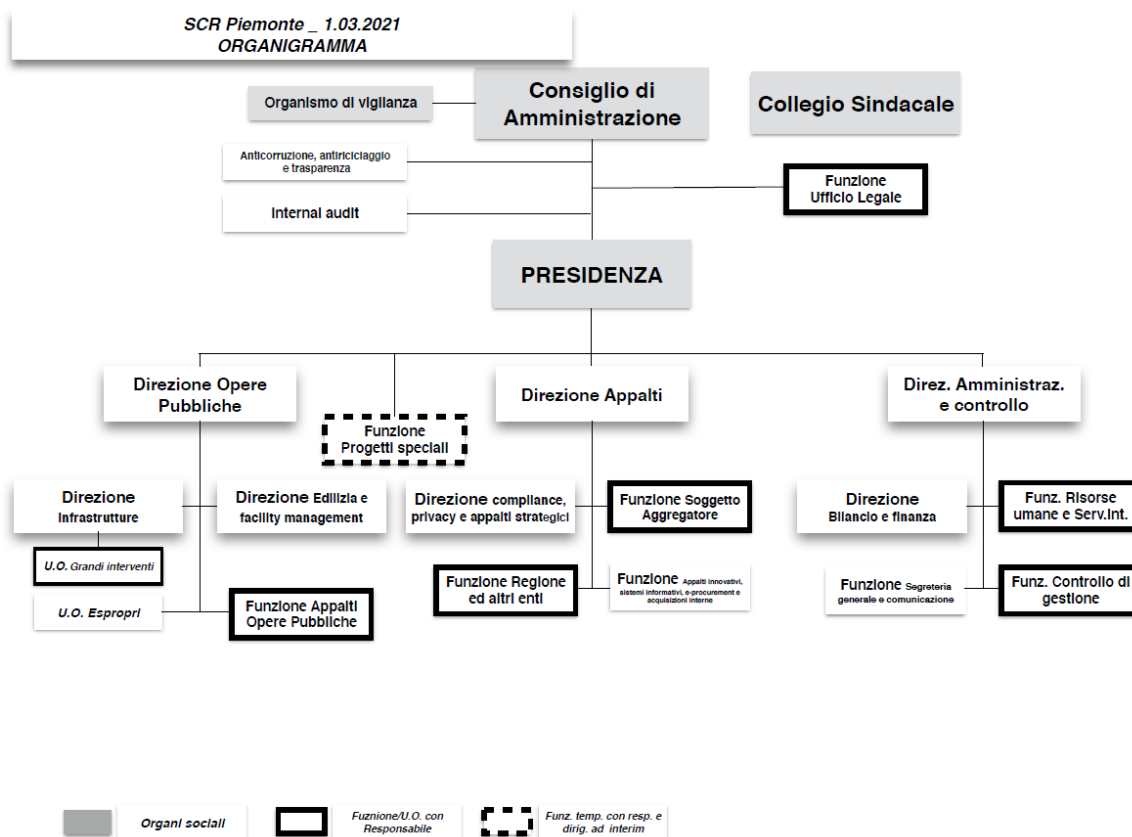 SCR Piemonte _ 1.03.2021
ORGANIGRAMMA
Consiglio di
Amministrazione
Organismo di vigilanza
Collegio Sindacale
Anticorruzione, antiriciclaggio
e trasparenza
Funzione
Ufficio Legale
Internal audit
PRESIDENZA
Direzione Opere
Pubbliche
Direzione Appalti
Direz. Amministraz.
e controllo
Funzione
Progetti speciali
Direzione
Infrastrutture
Direzione Edilizia e
facility management
Direzione compliance,
privacy e appalti strategici
Funzione Soggetto
Aggregatore
Direzione
Bilancio e finanza
Funz. Risorse
umane e Serv.Int.
U.O. Grandi interventi
U.O. Espropri
Funzione Appalti
Opere Pubbliche
Funzione Regione
ed altri enti
Funzione Appalti innovativi,
sistemi informativi, e-procurement e
acquisizioni interne
Funzione Segreteria
generale e comunicazione
Funz. Controllo di
gestione
Organi sociali
Fuznione/U.O. con
Responsabile
Funz. temp. con resp. e
dirig. ad interim